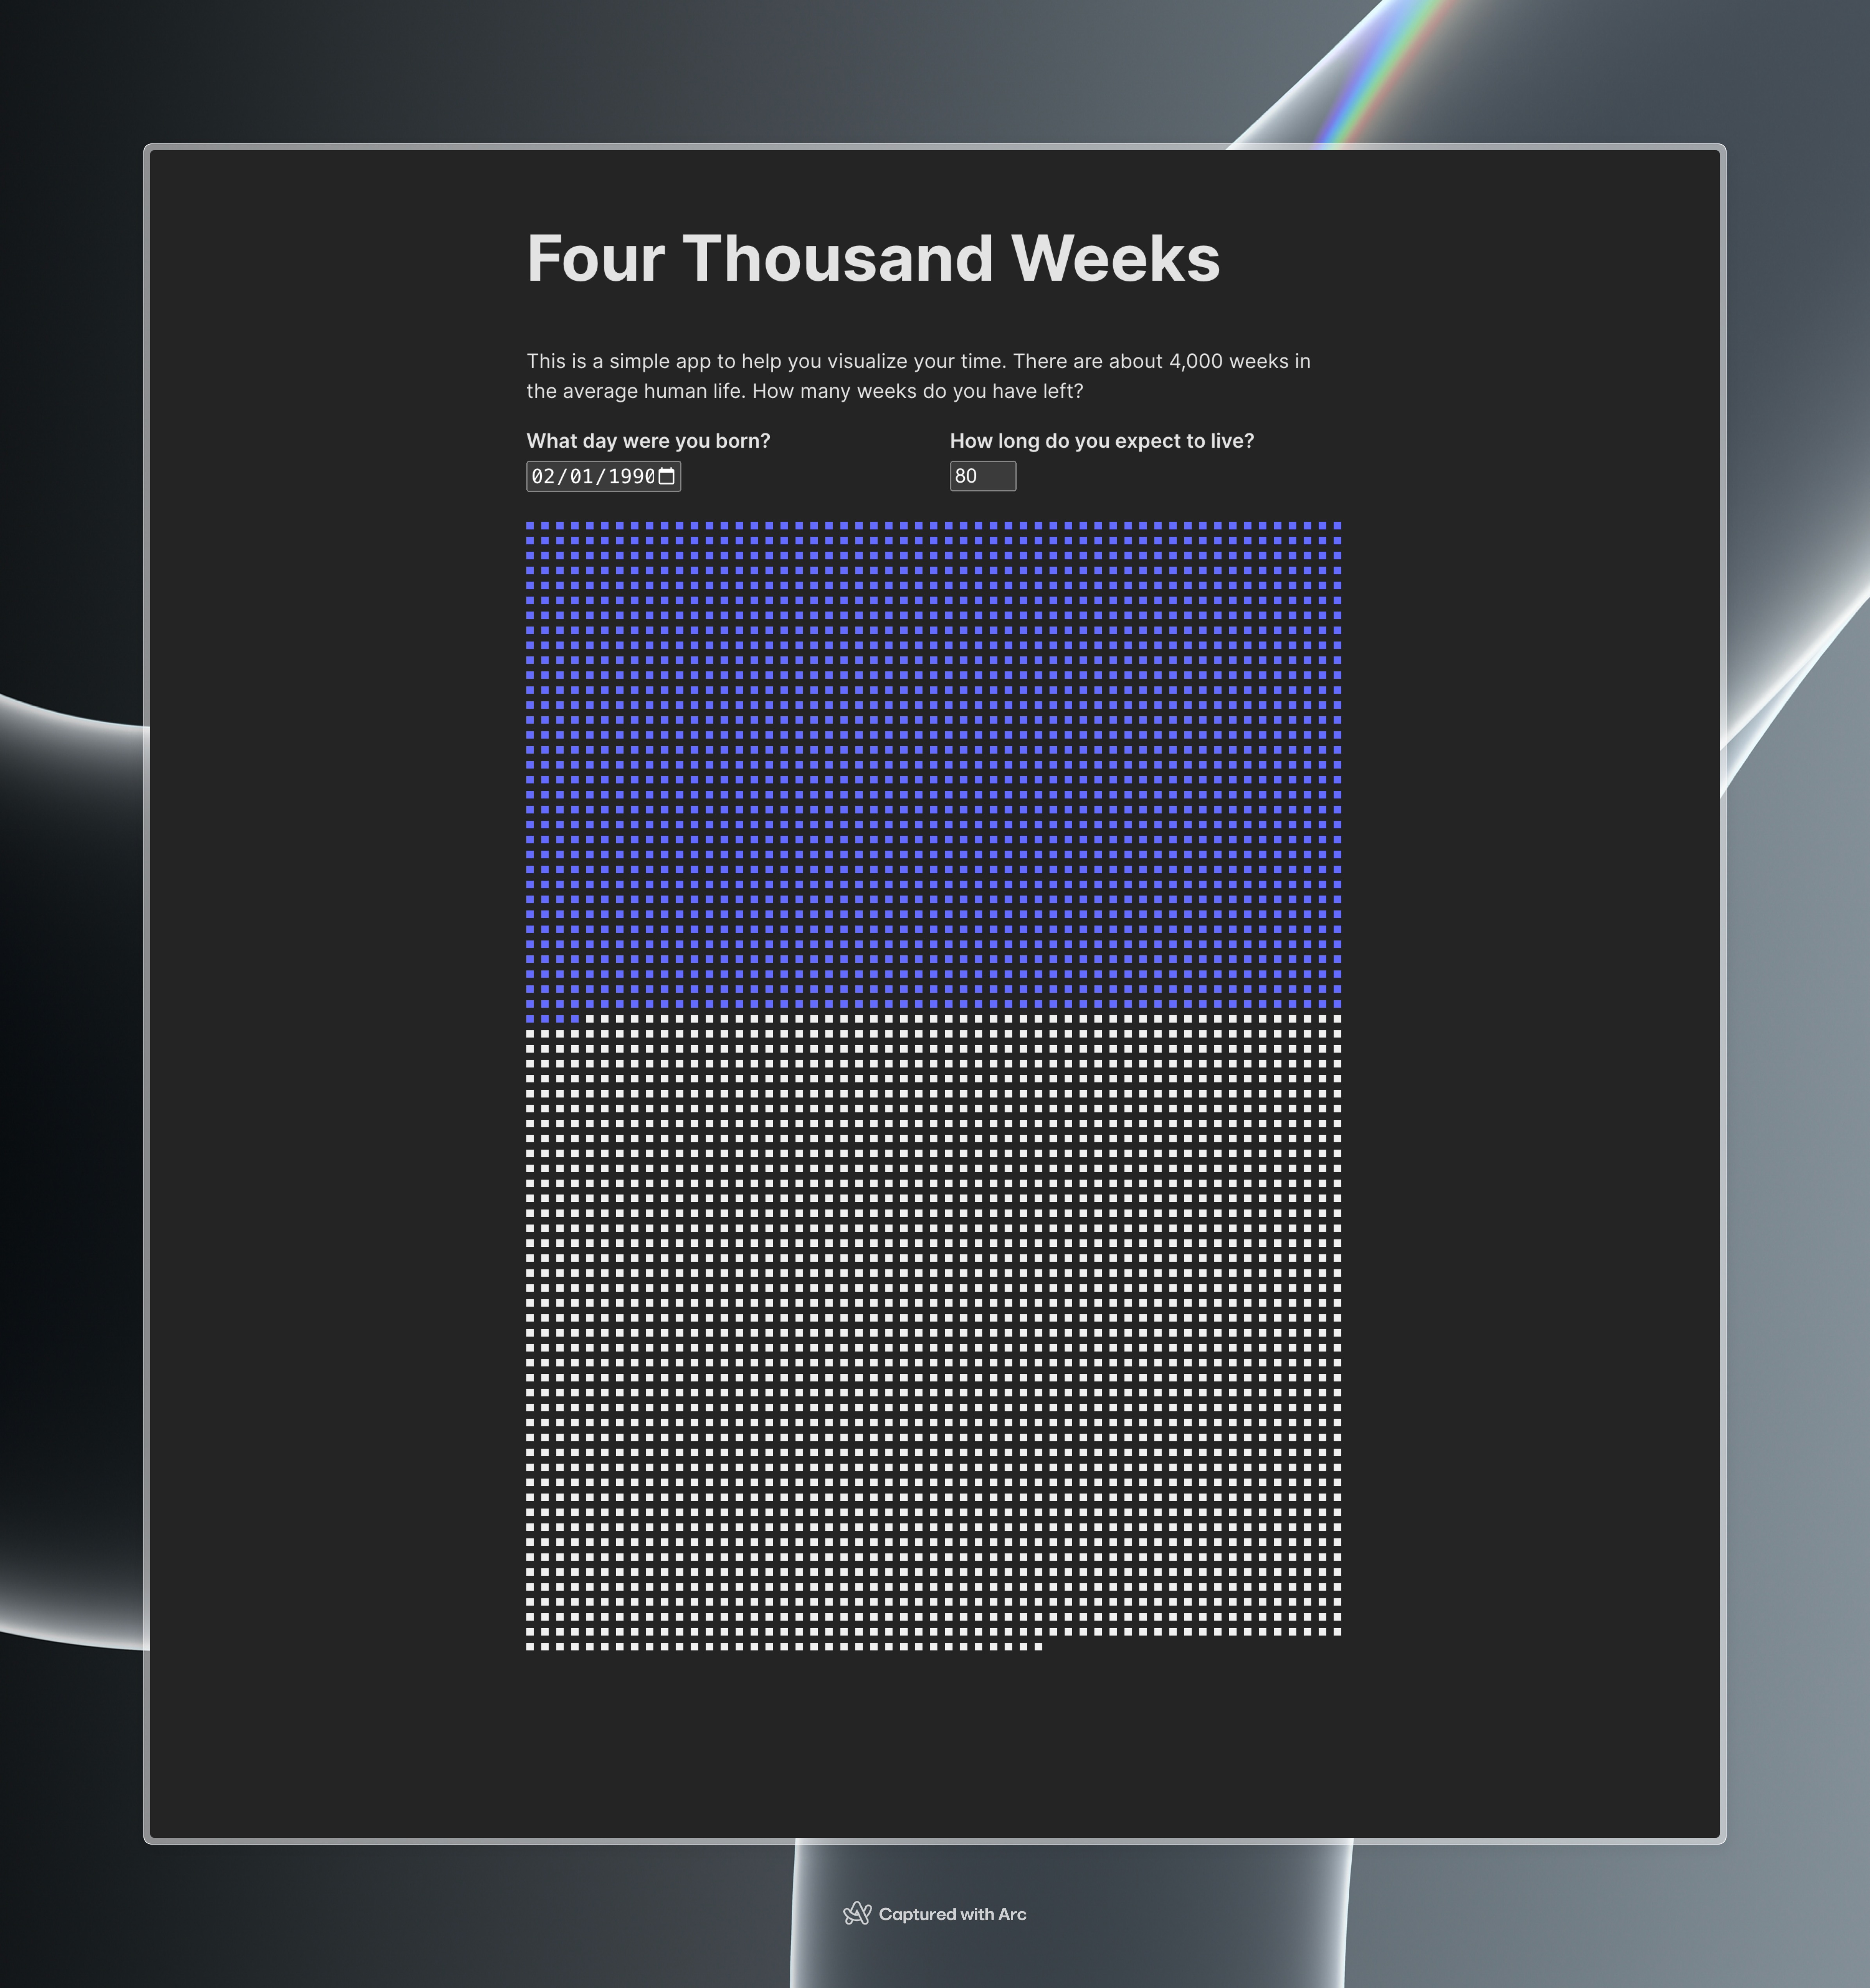 Four Thousand Weeks
This is a simple app to help you visualize your time. There are about 4,000 weeks in
the average human life. How many weeks do you have left?
What day were you born?
How long do you expect to live?
02/01/1990
80
Captured with Arc